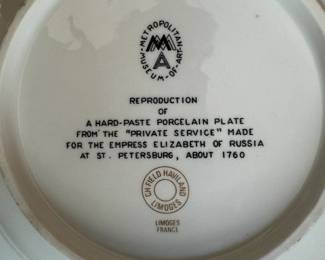 METROPOLITAN
MUSEUM-OF-ART
MMA
REPRODUCTION
OF
A HARD-PASTE PORCELAIN PLATE
FROM THE "PRIVATE SERVICE" MADE
FOR THE EMPRESS ELIZABETH OF RUSSIA
AT ST. PETERSBURG, ABOUT 1760
CH FIELD HAVILAND
LIMOGES
LIMOGES
FRANCE